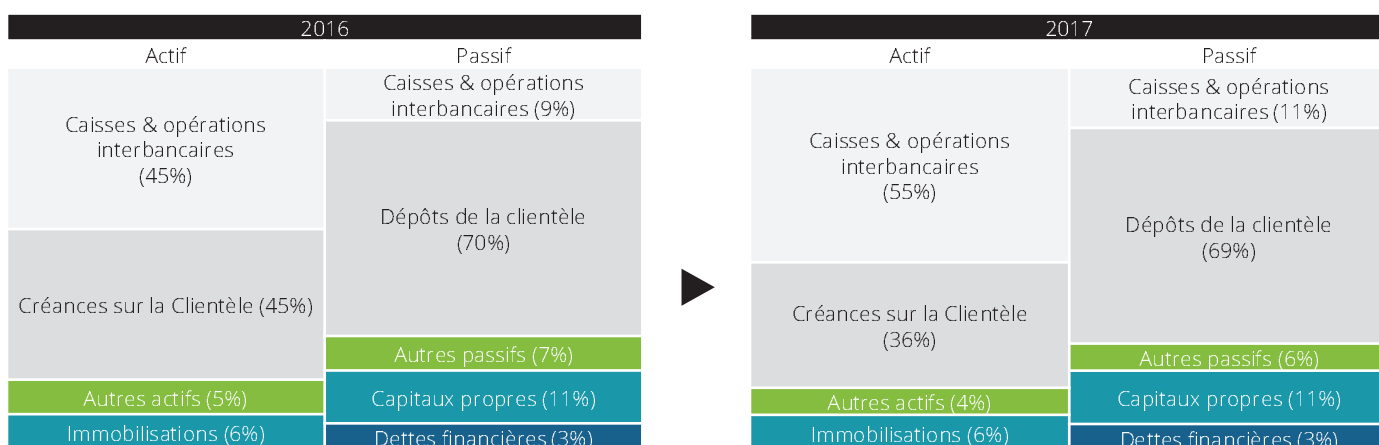 2016
Actif
Passif
Caisses & opérations
interbancaires
(45%)
Créances sur la Clientèle (45%)
Autres actifs (5%)
Immobilisations (6%)
Caisses & opérations
interbancaires (9%)
Dépôts de la clientèle
(70%)
Autres passifs (7%)
Capitaux propres (11%)
Dettes financières (3%)
2017
Actif
Passif
Caisses & opérations
interbancaires
(55%)
Créances sur la Clientèle
(36%)
Autres actifs (4%)
Immobilisations (6%)
Caisses & opérations
interbancaires (11%)
Dépôts de la clientèle
(69%)
Autres passifs (6%)
Capitaux propres (11%)
Dettes financières (3%)